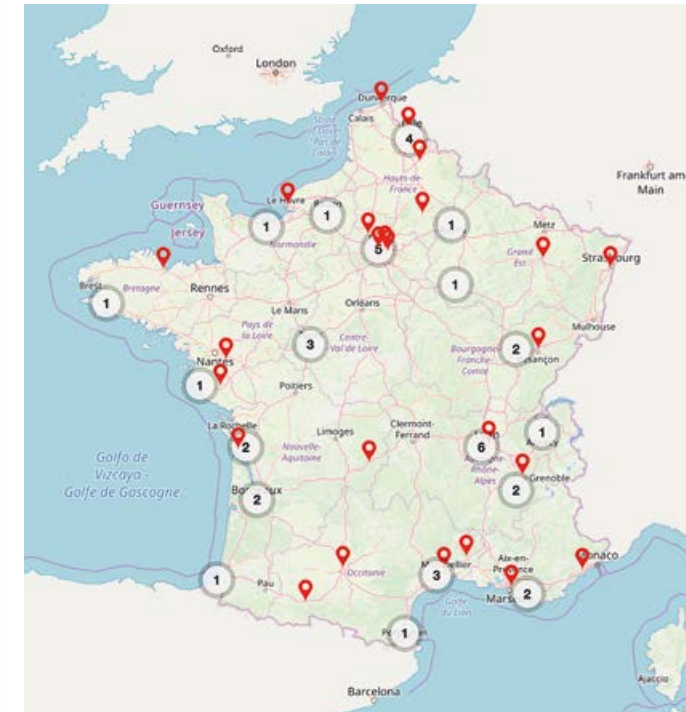 Oxford
London
Dunkerque
Calais
4
Frankfurt am
Main
Hauts-de-
France
Guernsey
Le Havre
1
1
1
Jersey
Normandie
5
Metz
Grand
Est
Strasbourg
Brest
Bretagne
Rennes
1
1
Le Mans
Orléans
Mulhouse
Pays de
la Loire
3
Centre-
Val de Loire
Bourgogne-
Franche-
Comté
2
Nantes
1
Poitiers
La Rochelle
2
Limoges
Clermont-
Ferrand
6
1
Nouvelle-
Aquitaine
Rhône-
Alpes
Grenoble
2
Golfo de
Vizcaya -
Golfe de Gascogne
2
Aix-en-
Provence
Monaco
Occitanie
3
1
Pau
2
Golfe
du Lion
1
Barcelona
Ajaccio